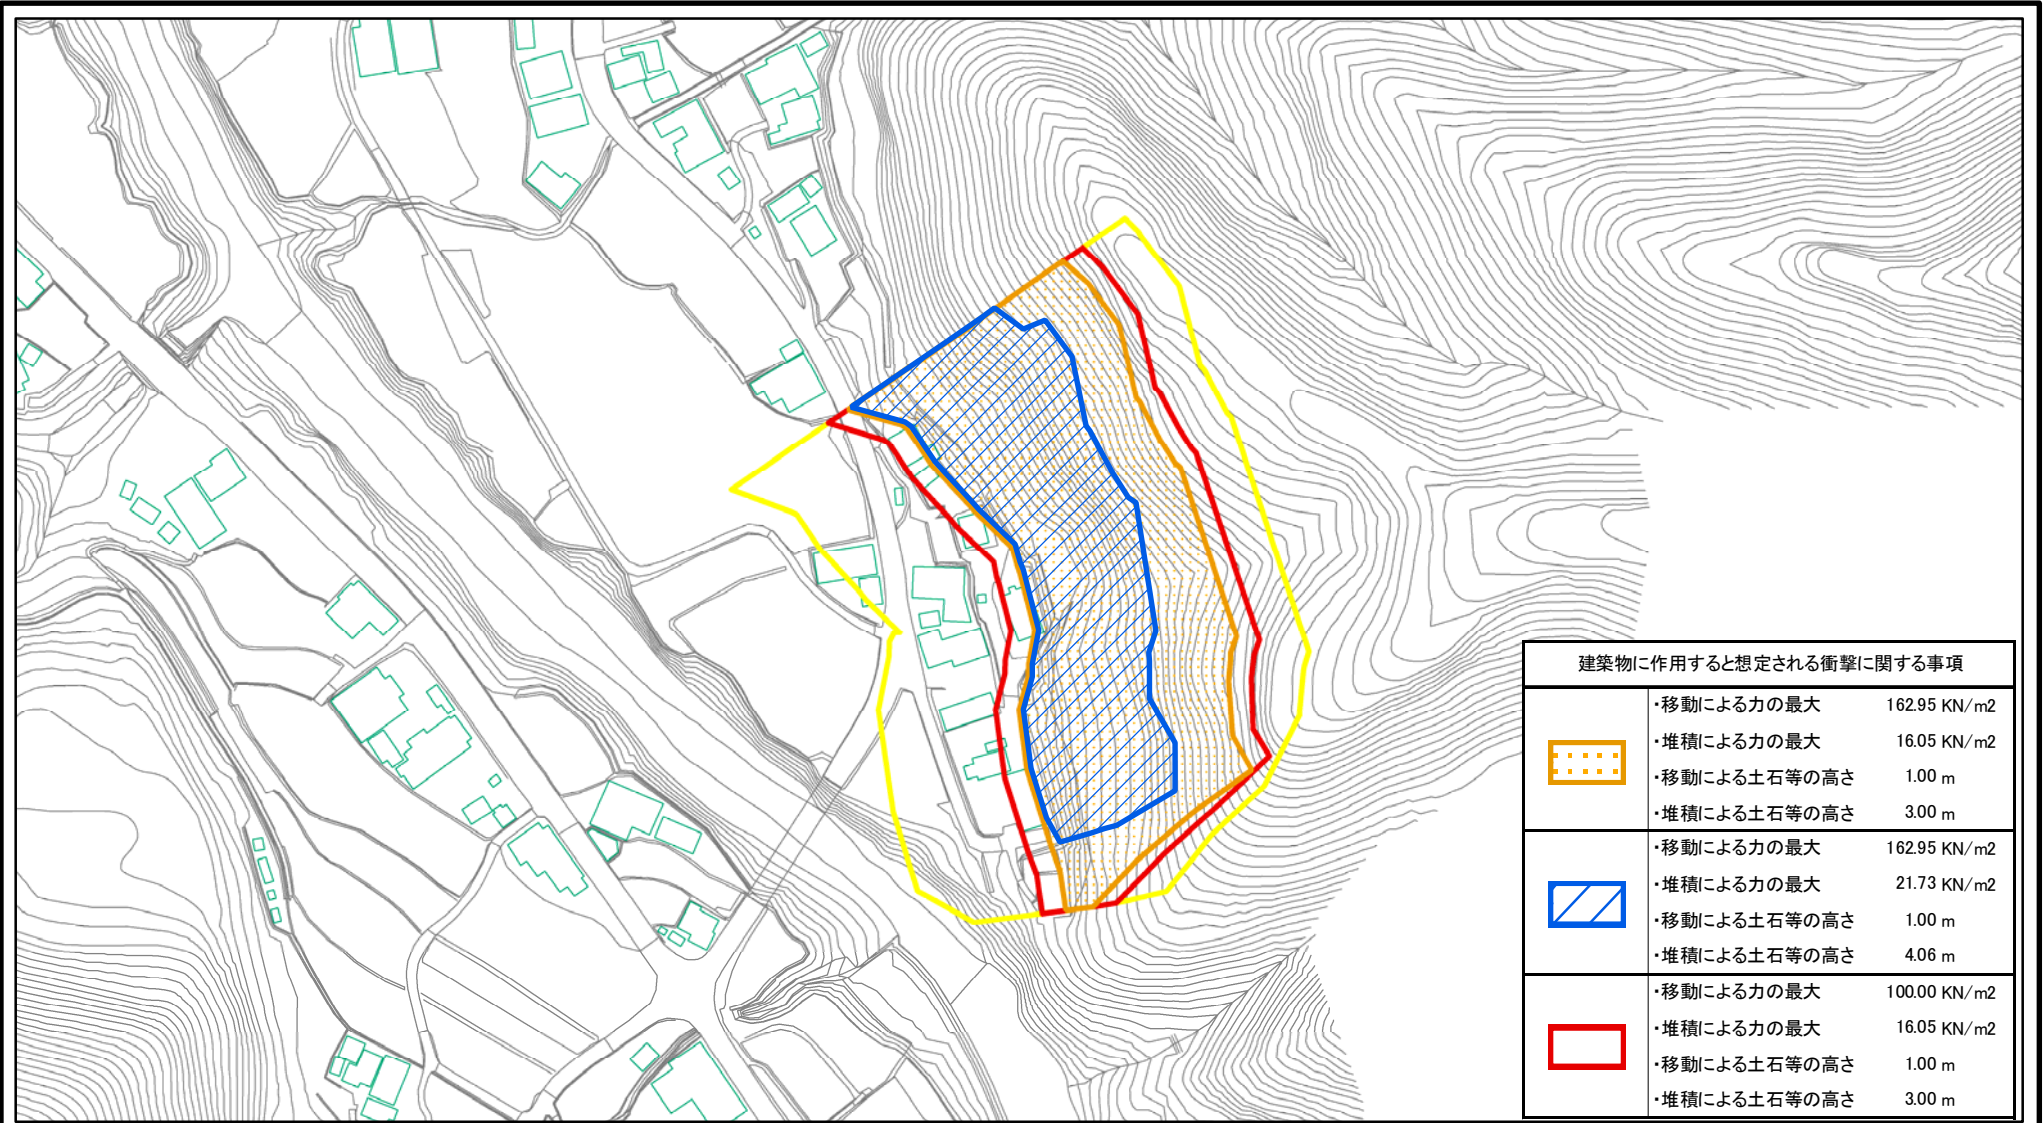 建築物に作用すると想定される衝撃に関する事項
・移動による力の最大 162.95 KN/m2
・堆積による力の最大 16.05 KN/m2
・移動による土石等の高さ 1.00 m
・堆積による土石等の高さ 3.00 m
・移動による力の最大 162.95 KN/m2
・堆積による力の最大 21.73 KN/m2
・移動による土石等の高さ 1.00 m
・堆積による土石等の高さ 4.06 m
・移動による力の最大 100.00 KN/m2
・堆積による力の最大 16.05 KN/m2
・移動による土石等の高さ 1.00 m
・堆積による土石等の高さ 3.00 m